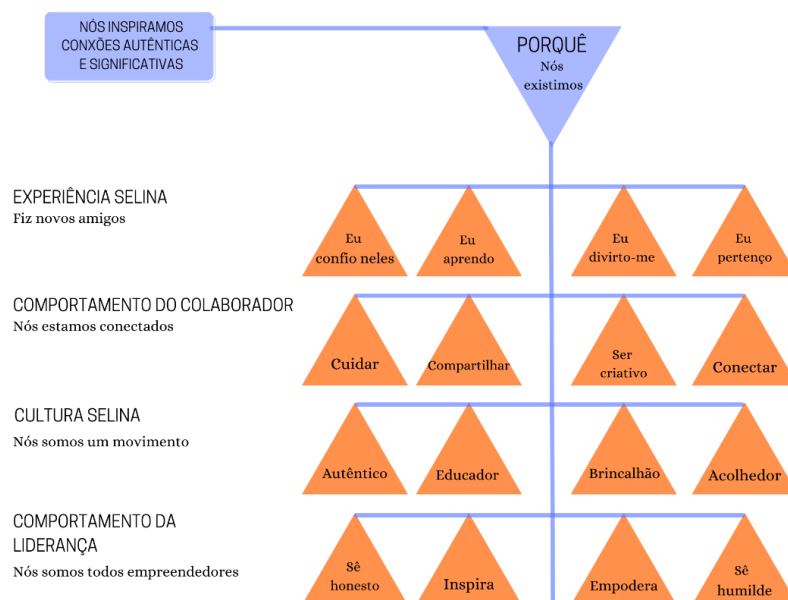 NÓS INSPIRAMOS
CONXÕES AUTÊNTICAS
E SIGNIFICATIVAS
PORQUÊ
Nós
existimos
EXPERIÊNCIA SELINA
Fiz novos amigos
Eu
confio neles
Eu
aprendo
Eu
divirto-me
Eu
pertenço
COMPORTAMENTO DO COLABORADOR
Nós estamos conectados
Cuidar
Compartilhar
Ser
criativo
Conectar
CULTURA SELINA
Nós somos um movimento
Autêntico
Educador
Brincalhão
Acolhedor
COMPORTAMENTO DA
LIDERANÇA
Nós somos todos empreendedores
Sê
honesto
Inspira
Empodera
Sê
humilde